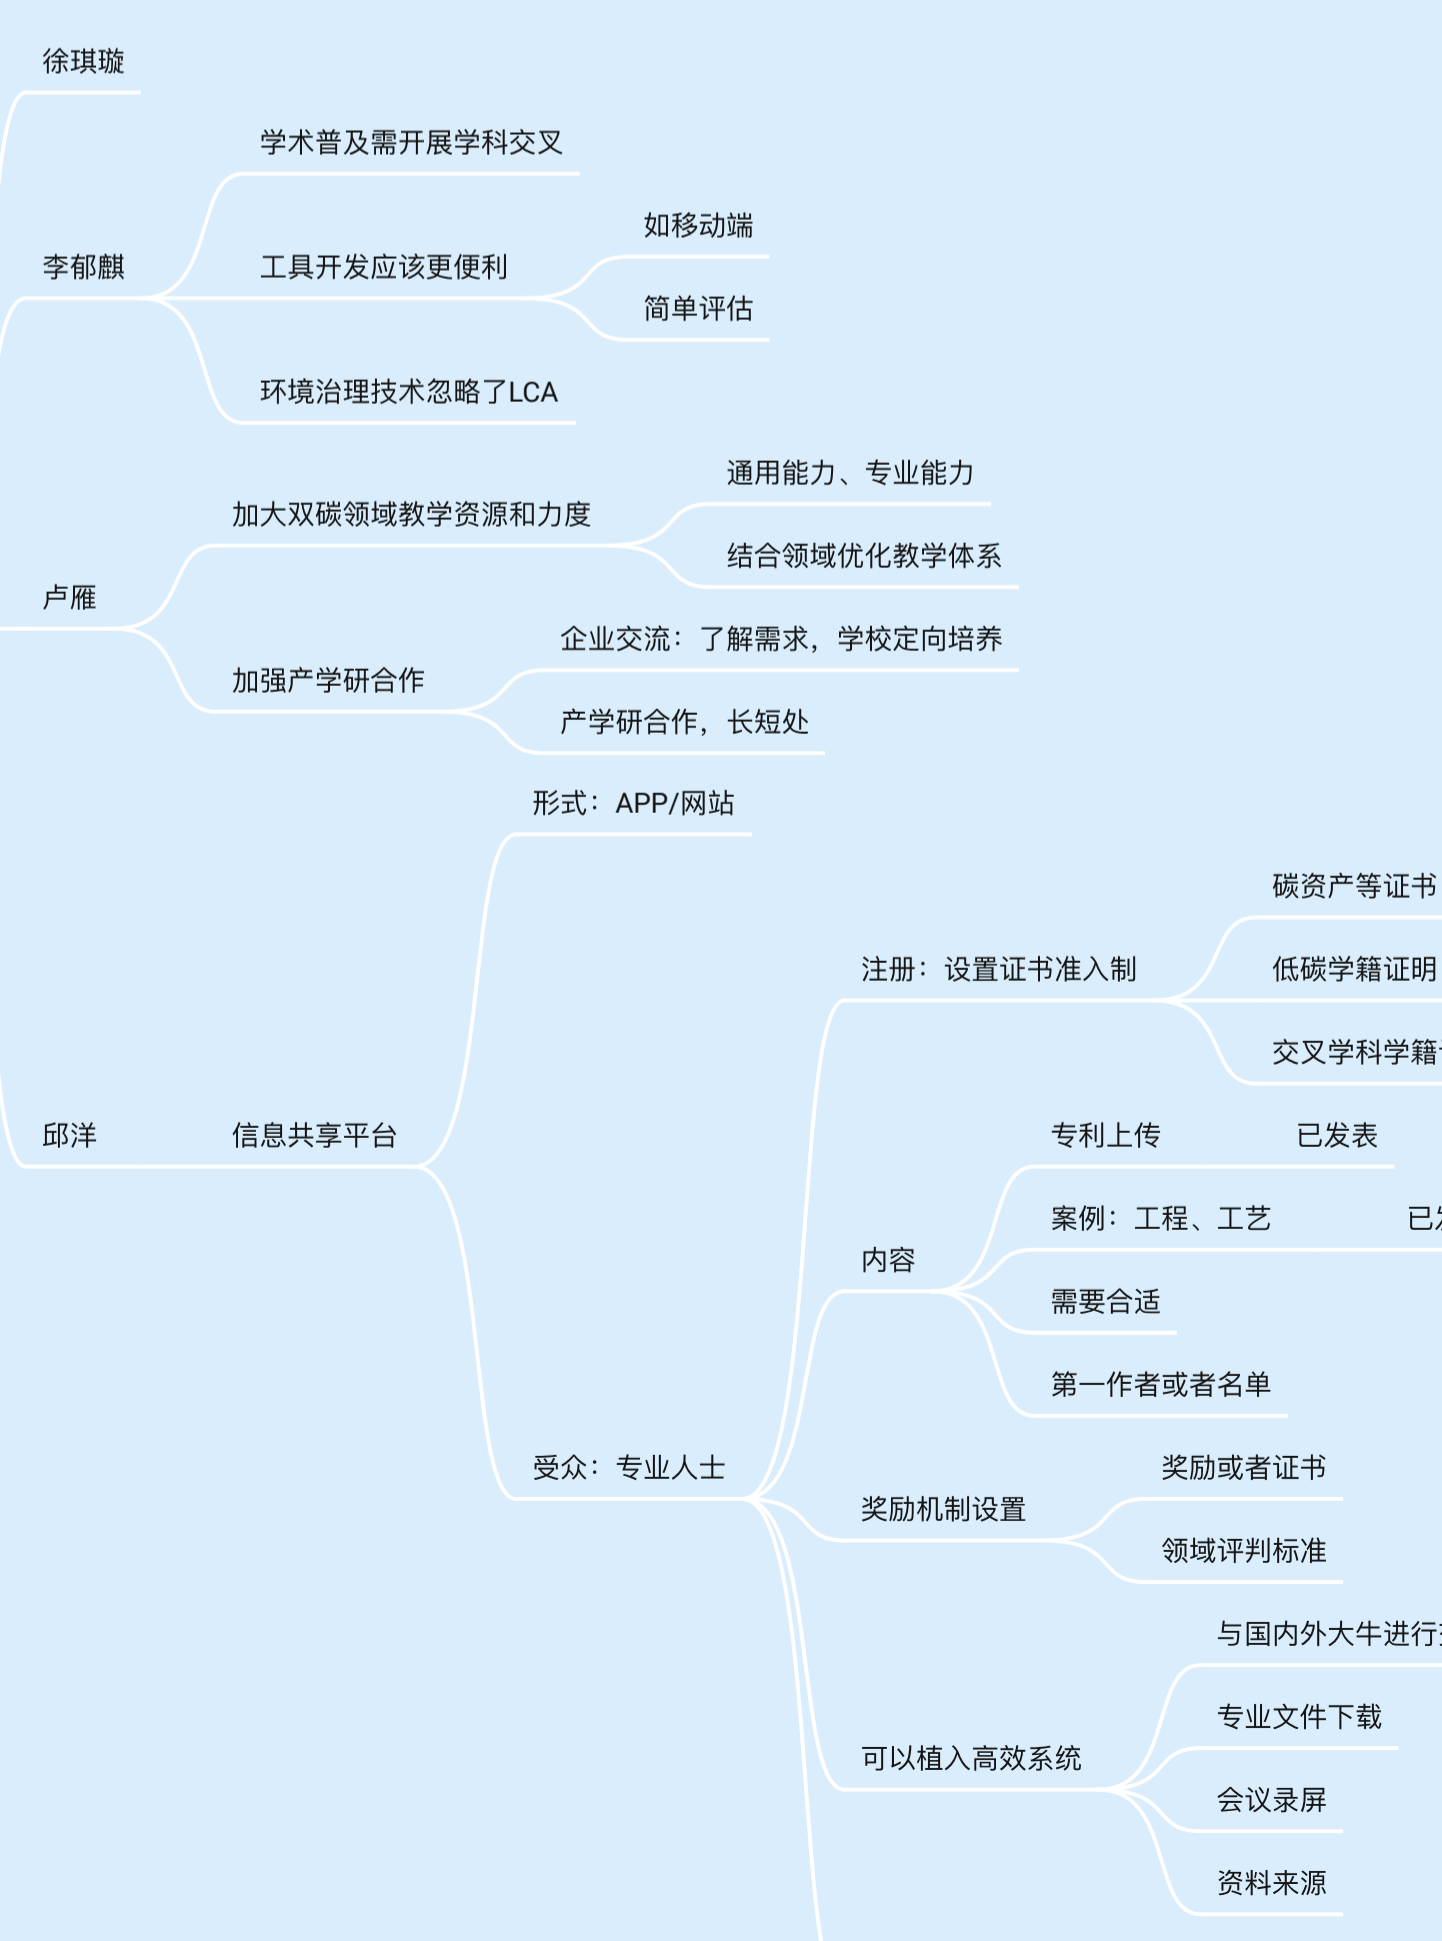 徐琪璇
李郁麒
学术普及需开展学科交叉
工具开发应该更便利
如移动端
简单评估
环境治理技术忽略了LCA
卢雁
加大双碳领域教学资源和力度
通用能力、专业能力
结合领域优化教学体系
加强产学研合作
企业交流：了解需求，学校定向培养
产学研合作，长短处
邱洋
信息共享平台
形式：APP/网站
受众：专业人士
注册：设置证书准入制
碳资产等证书
低碳学籍证明
交叉学科学籍
内容
专利上传
已发表
案例：工程、工艺
已
需要合适
第一作者或者名单
奖励机制设置
奖励或者证书
领域评判标准
可以植入高效系统
与国内外大牛进行
专业文件下载
会议录屏
资料来源